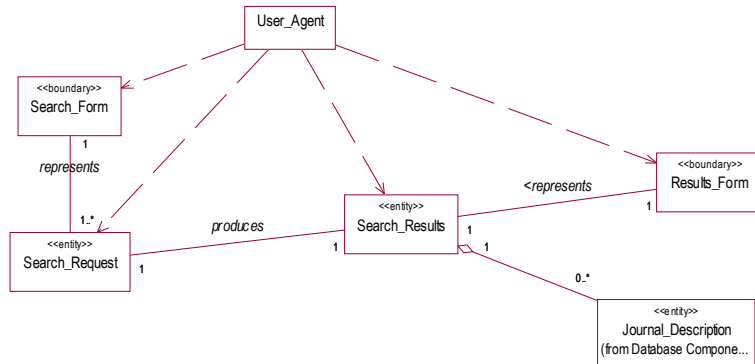 User_Agent
<<boundary>>
Search_Form
1
represents
1..*
<<entity>>
Search_Request
1
produces
1
<<entity>>
Search_Results
1
<represents
1
<<boundary>>
Results_Form
1
0..*
<<entity>>
Journal_Description
(from Database Compone...